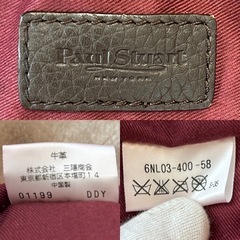 Paul Stuart
NEW YORK
牛革
株式会社 三陽商会
東京都新宿区本塩町14
中国製
01199 DDY
6NL03-400-58